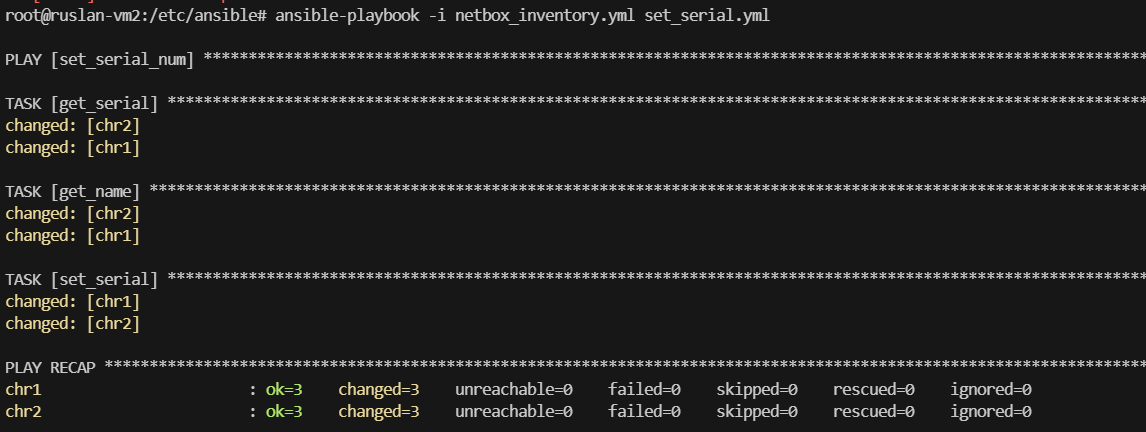 root@ruslan-vm2:/etc/ansible# ansible-playbook -i netbox_inventory.yml set_serial.yml
PLAY [set_serial_num] *********************************************************************************************************
TASK [get_serial] *************************************************************************************************************
changed: [chr2]
changed: [chr1]
TASK [get_name] ***************************************************************************************************************
changed: [chr2]
changed: [chr1]
TASK [set_serial] *************************************************************************************************************
changed: [chr1]
changed: [chr2]
PLAY RECAP ********************************************************************************************************************
chr1 : ok=3 changed=3 unreachable=0 failed=0 skipped=0 rescued=0 ignored=0
chr2 : ok=3 changed=3 unreachable=0 failed=0 skipped=0 rescued=0 ignored=0